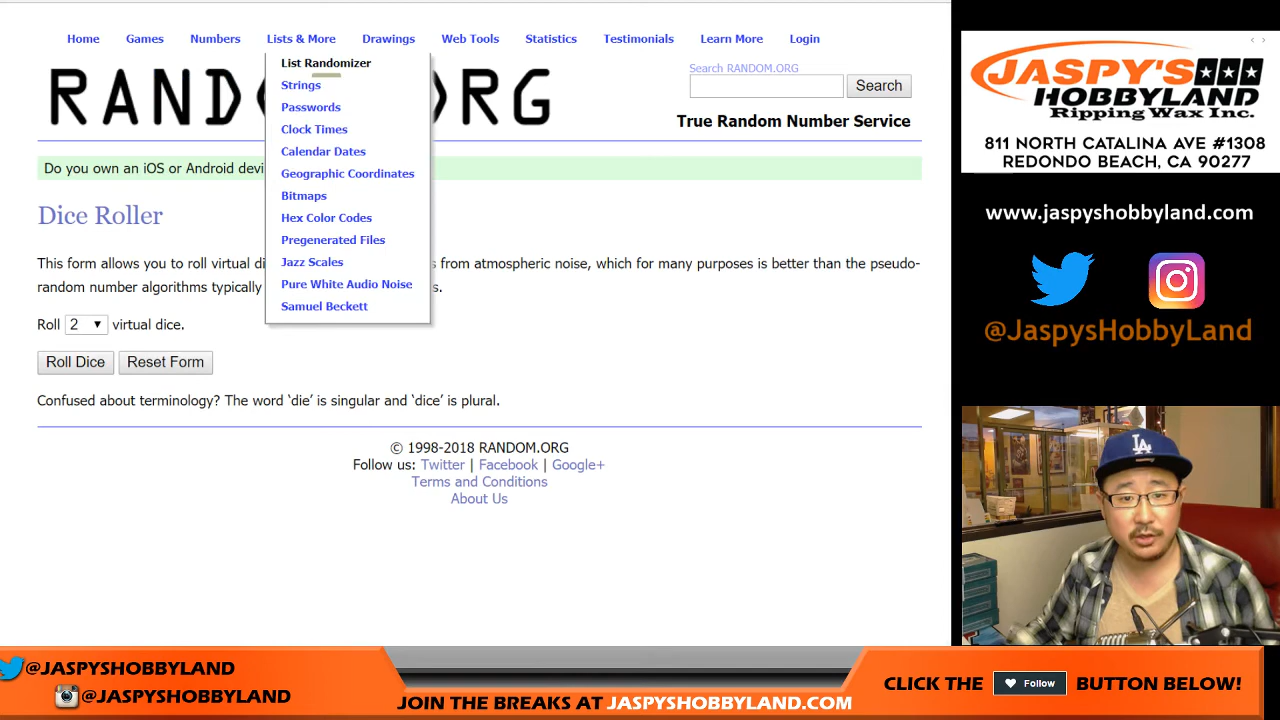 Home Games Numbers Lists & More Drawings Web Tools Statistics Testimonials Learn More Login
List Randomizer
Strings
Passwords
Clock Times
Calendar Dates
Geographic Coordinates
Bitmaps
Hex Color Codes
Pregenerated Files
Jazz Scales
Pure White Audio Noise
Samuel Beckett
Search RANDOM.ORG
Search
True Random Number Service
Do you own an iOS or Android devi
Dice Roller
This form allows you to roll virtual di s from atmospheric noise, which for many purposes is better than the pseudo-
random number algorithms typically s.
Roll 2 virtual dice.
Roll Dice Reset Form
Confused about terminology? The word ‘die’ is singular and ‘dice’ is plural.
© 1998-2018 RANDOM.ORG
Follow us: Twitter | Facebook | Google+
Terms and Conditions
About Us
JASPY'S
HOBBYLAND
Ripping Wax Inc.
811 NORTH CATALINA AVE #1308
REDONDO BEACH, CA 90277
www.jaspyshobbyland.com
@JaspysHobbyLand
LA
@JASPYSHOBBYLAND
@JASPYSHOBBYLAND
JOIN THE BREAKS AT JASPYSHOBBYLAND.COM
CLICK THE Follow BUTTON BELOW!